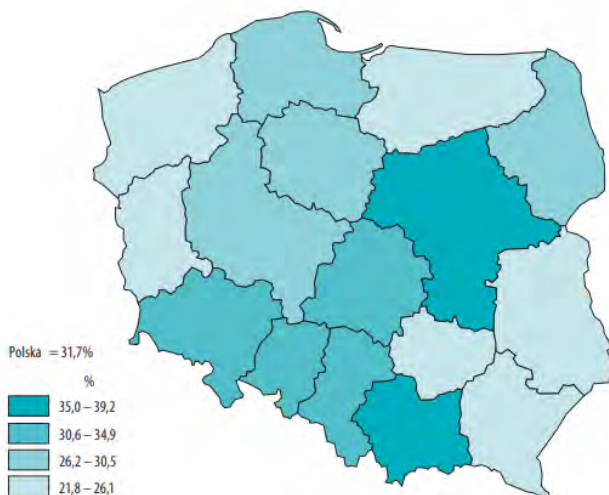 Polska = 31,7%
%
35,0 – 39,2
30,6 – 34,9
26,2 – 30,5
21,8 – 26,1